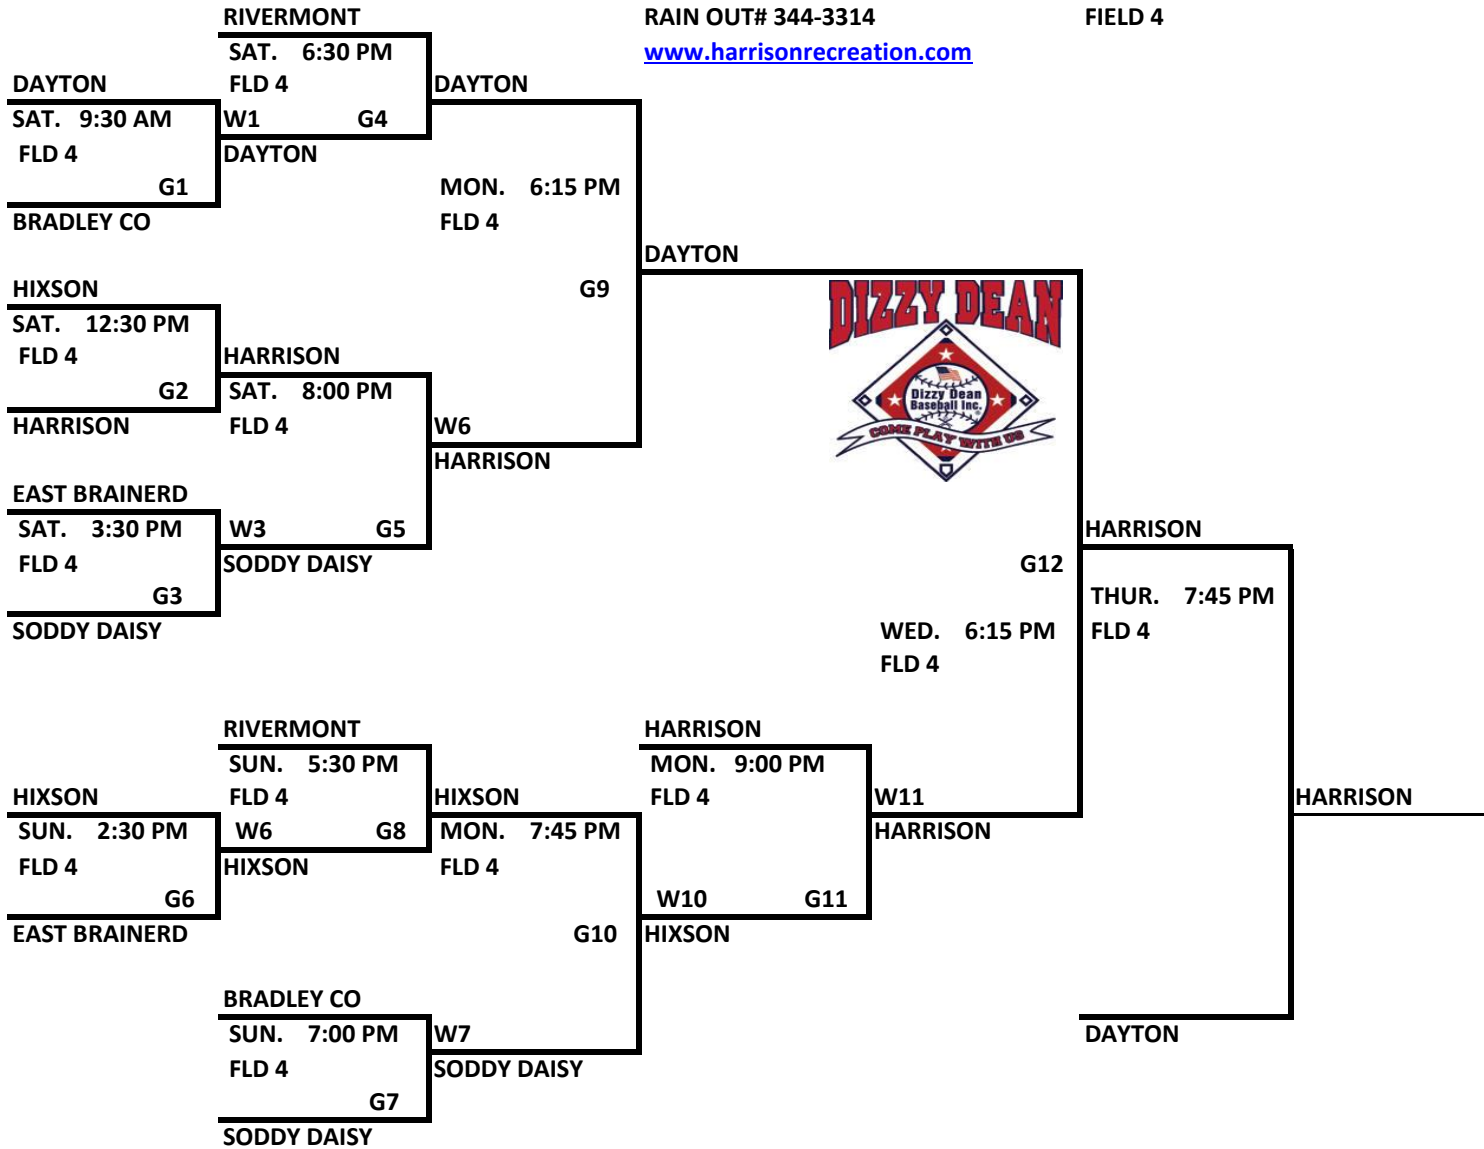 RIVERMONT RAIN OUT# 344-3314 FIELD 4
SAT. 6:30 PM www.harrisonrecreation.com
DAYTON FLD 4 DAYTON
SAT. 9:30 AM W1 G4
FLD 4 DAYTON
G1 MON. 6:15 PM
BRADLEY CO FLD 4
DAYTON
HIXSON G9
DIZZY DEAN
SAT. 12:30 PM
FLD 4 HARRISON
G2 SAT. 8:00 PM
Dizzy Dean
Baseball Inc.
HARRISON FLD 4 W6
COME PLAY WITH US
HARRISON
EAST BRAINERD
SAT. 3:30 PM W3 G5 HARRISON
FLD 4 SODDY DAISY G12
G3 THUR. 7:45 PM
SODDY DAISY WED. 6:15 PM FLD 4
FLD 4
RIVERMONT HARRISON
SUN. 5:30 PM MON. 9:00 PM
HIXSON FLD 4 HIXSON FLD 4 W11 HARRISON
SUN. 2:30 PM W6 G8 MON. 7:45 PM HARRISON
FLD 4 HIXSON FLD 4
G6 W10 G11
EAST BRAINERD G10 HIXSON
BRADLEY CO
SUN. 7:00 PM W7 DAYTON
FLD 4 SODDY DAISY
G7
SODDY DAISY